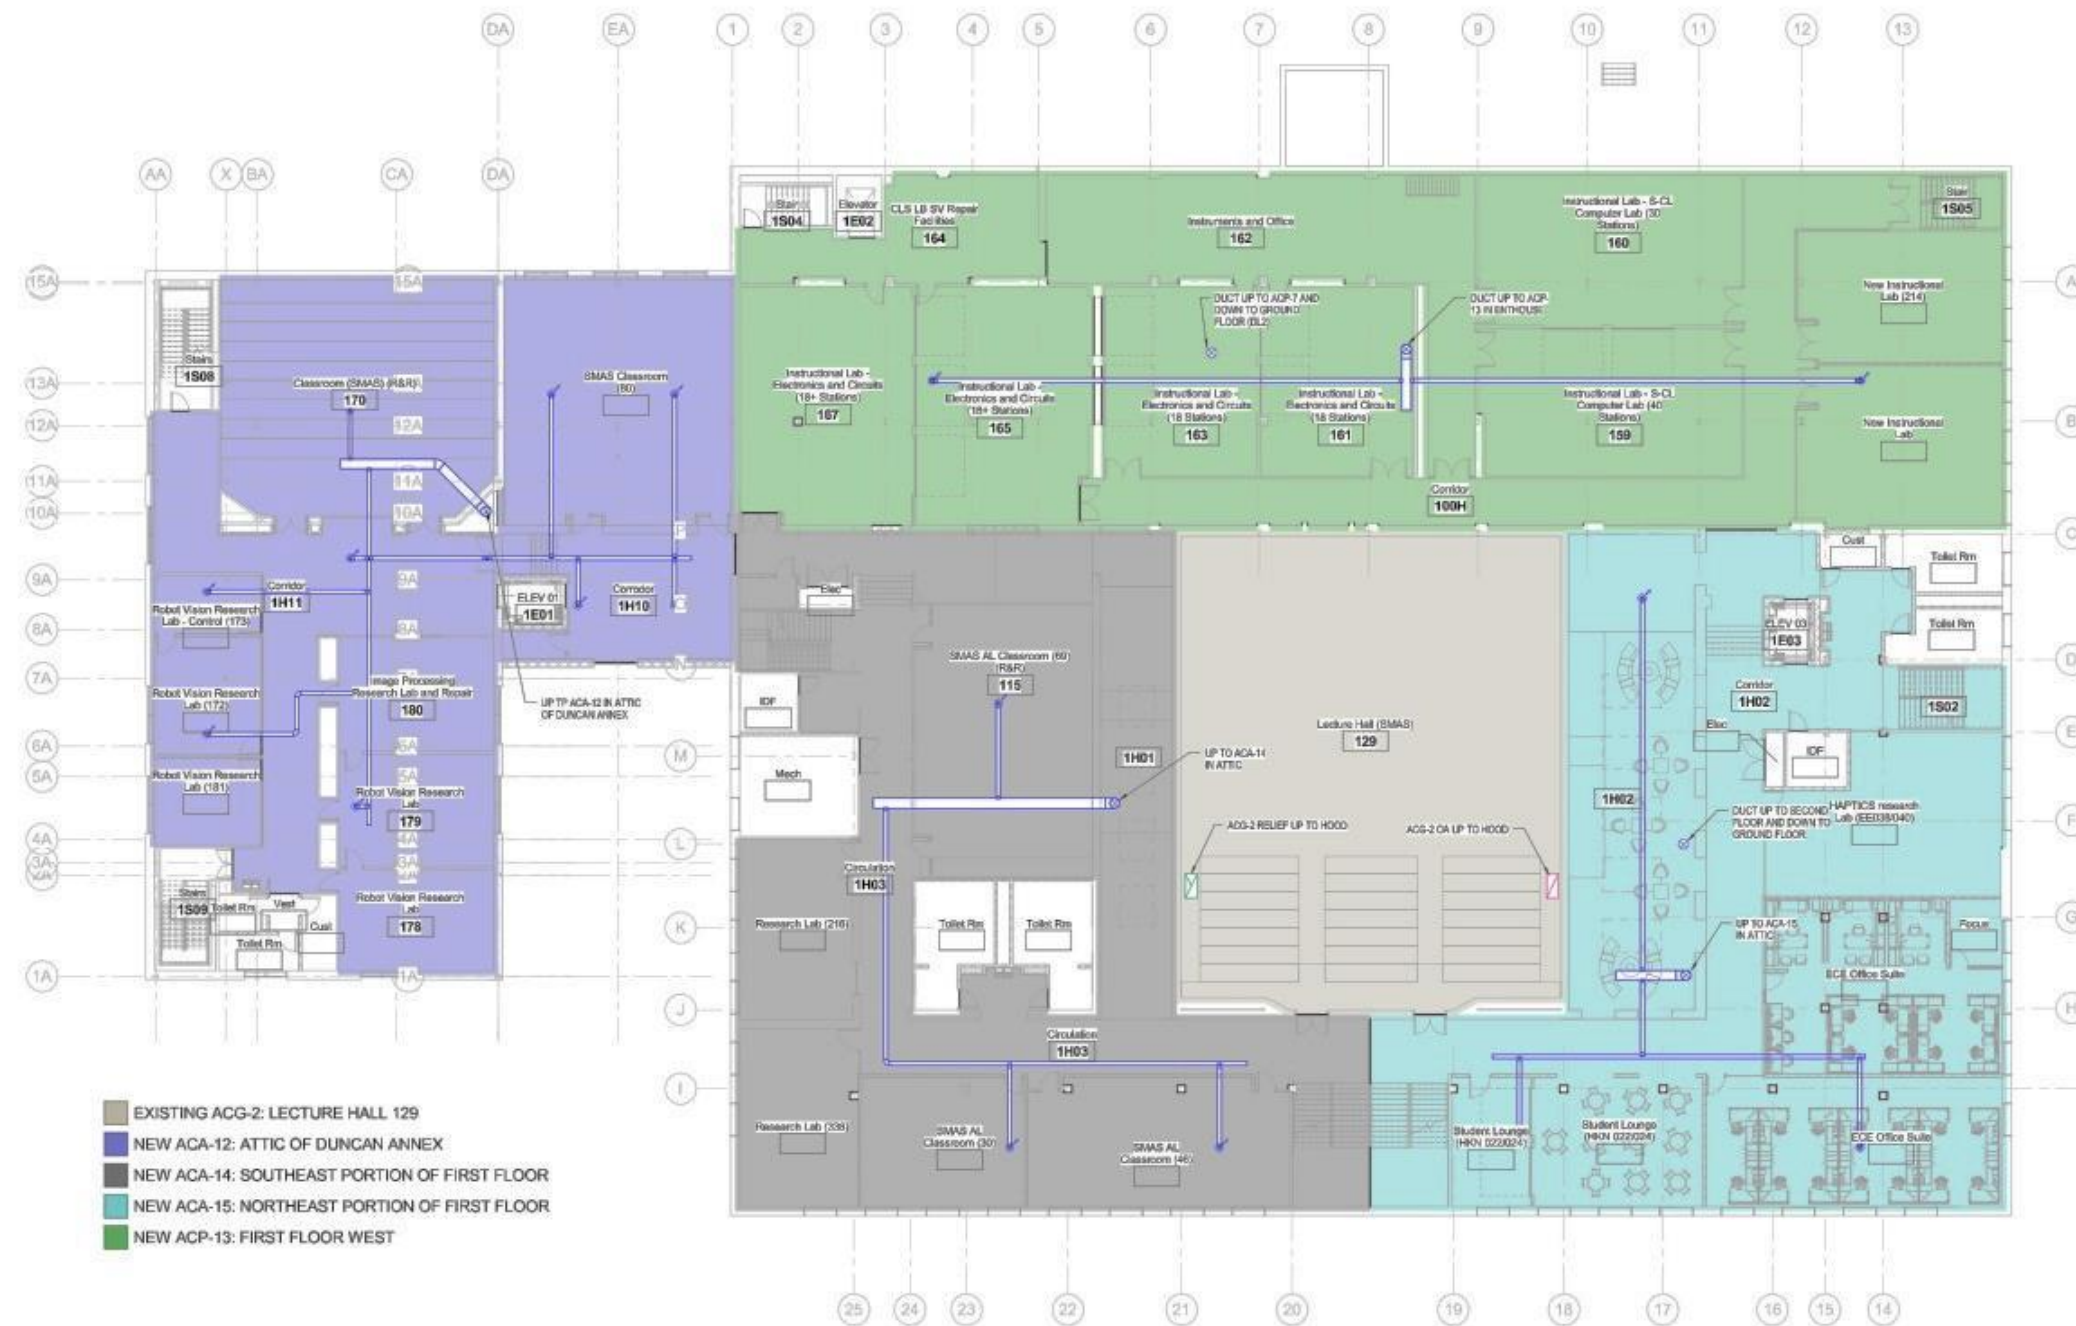 DA
EA
1
2
3
4
5
6
7
8
9
10
11
12
13
AA
X
BA
CA
DA
Stair
1S04
Elevator
1E02
CLS LB SV Repair
Facilities
164
Instruments and Office
162
Instructional Lab - S-CL
Computer Lab (30
Stations)
160
Stair
1S05
15A
15A
A
New Instructional
Lab (214)
DUCT UP TO ACP-7 AND
DOWN TO GROUND
FLOOR (DL2)
DUCT UP TO ACP-
13 IN ENTHOUSE
Stairs
1S08
13A
Classroom (SMAS) (R&R)
170
SMAS Classroom
(80)
Instructional Lab -
Electronics and Circuits
(18+ Stations)
167
Instructional Lab -
Electronics and Circuits
(18+ Stations)
165
Instructional Lab -
Electronics and Circuits
(18 Stations)
163
Instructional Lab -
Electronics and Circuits
(18 Stations)
161
Instructional Lab - S-CL
Computer Lab (40
Stations)
159
New Instructional
Lab
12A
12A
B
11A
11A
10A
10A
Corridor
100H
P
C
Cust
Toilet Rm
9A
9A
Corridor
1H11
ELEV 01
1E01
Corridor
1H10
Elec
Robot Vision Research
Lab - Control (173)
8A
8A
ELEV 03
1E03
Toilet Rm
N
D
7A
SMAS AL Classroom (69)
(R&R)
115
Image Processing
Research Lab and Repair
180
Robot Vision Research
Lab (172)
UP TP ACA-12 IN ATTIC
OF DUNCAN ANNEX
IDF
Corridor
1H02
1S02
Lecture Hall (SMAS)
129
Elec
6A
6A
M
1H01
UP TO ACA-14
IN ATTIC
IDF
E
5A
5A
Robot Vision Research
Lab (181)
Mech
Robot Vision Research
Lab
179
1H02
DUCT UP TO SECOND
FLOOR AND DOWN TO
GROUND FLOOR
HAPTICS research
Lab (EE038/040)
F
4A
4A
L
ACG-2 RELIEF UP TO HOOD
ACG-2 OA UP TO HOOD
3A
3A
2A
2A
Circulation
1H03
Stairs
1S09
Toilet Rm
Vest
Cust
Toilet Rm
Robot Vision Research
Lab
178
K
Research Lab (216)
Toilet Rm
Toilet Rm
UP TO ACA-15
IN ATTIC
Focus
G
1A
1A
ECE Office Suite
J
H
Circulation
1H03
I
EXISTING ACG-2: LECTURE HALL 129
NEW ACA-12: ATTIC OF DUNCAN ANNEX
NEW ACA-14: SOUTHEAST PORTION OF FIRST FLOOR
NEW ACA-15: NORTHEAST PORTION OF FIRST FLOOR
NEW ACP-13: FIRST FLOOR WEST
Research Lab (338)
SMAS AL
Classroom (30)
SMAS AL
Classroom (46)
Student Lounge
(HKN 022/024)
Student Lounge
(HKN 022/024)
ECE Office Suite
25
24
23
22
21
20
19
18
17
16
15
14